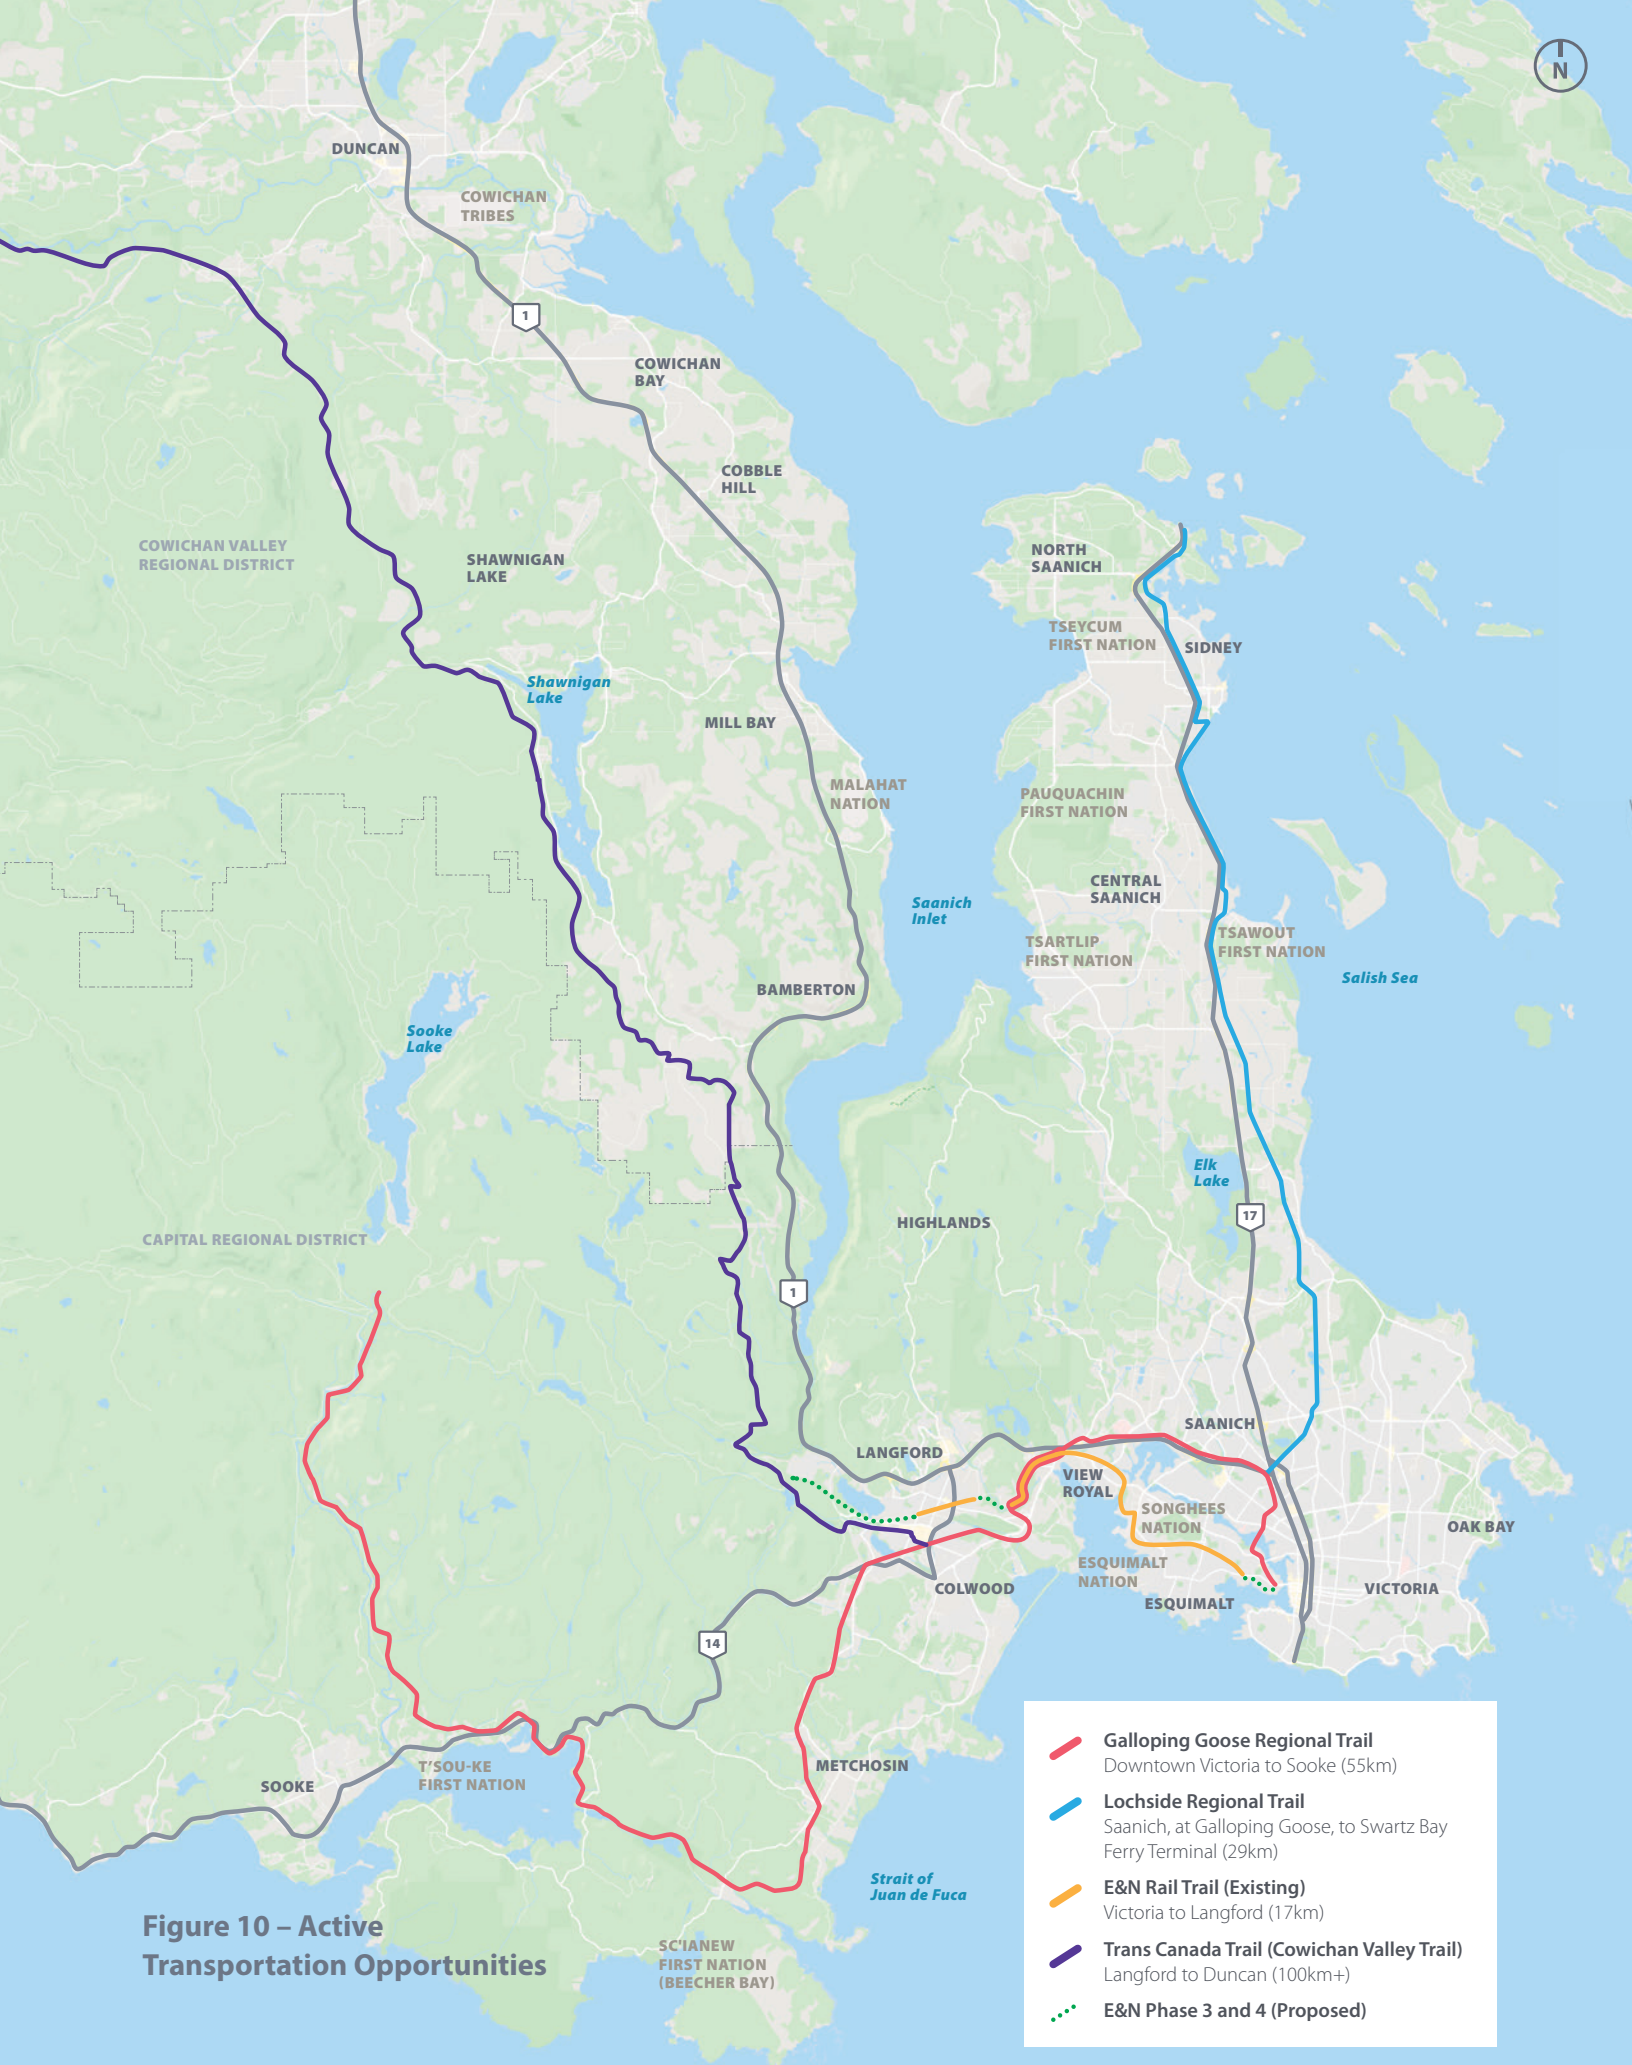 N
DUNCAN
COWICHAN
TRIBES
1
COWICHAN
BAY
COBBLE
HILL
COWICHAN VALLEY
REGIONAL DISTRICT
SHAWNIGAN
LAKE
NORTH
SAANICH
TSEYCUM
FIRST NATION
SIDNEY
Shawnigan
Lake
MILL BAY
MALAHAT
NATION
PAUQUACHIN
FIRST NATION
CENTRAL
SAANICH
Saanich
Inlet
TSARTLIP
FIRST NATION
TSAWOUT
FIRST NATION
Salish Sea
BAMBERTON
Sooke
Lake
Elk
Lake
17
HIGHLANDS
CAPITAL REGIONAL DISTRICT
1
SAANICH
LANGFORD
VIEW
ROYAL
SONGHEES
NATION
OAK BAY
ESQUIMALT
NATION
COLWOOD
ESQUIMALT
VICTORIA
14
METCHOSIN
T'SOU-KE
FIRST NATION
SOOKE
Strait of
Juan de Fuca
SC'IANEW
FIRST NATION
(BEECHER BAY)
Figure 10 – Active
Transportation Opportunities
Galloping Goose Regional Trail
Downtown Victoria to Sooke (55km)
Lochside Regional Trail
Saanich, at Galloping Goose, to Swartz Bay
Ferry Terminal (29km)
E&N Rail Trail (Existing)
Victoria to Langford (17km)
Trans Canada Trail (Cowichan Valley Trail)
Langford to Duncan (100km+)
E&N Phase 3 and 4 (Proposed)